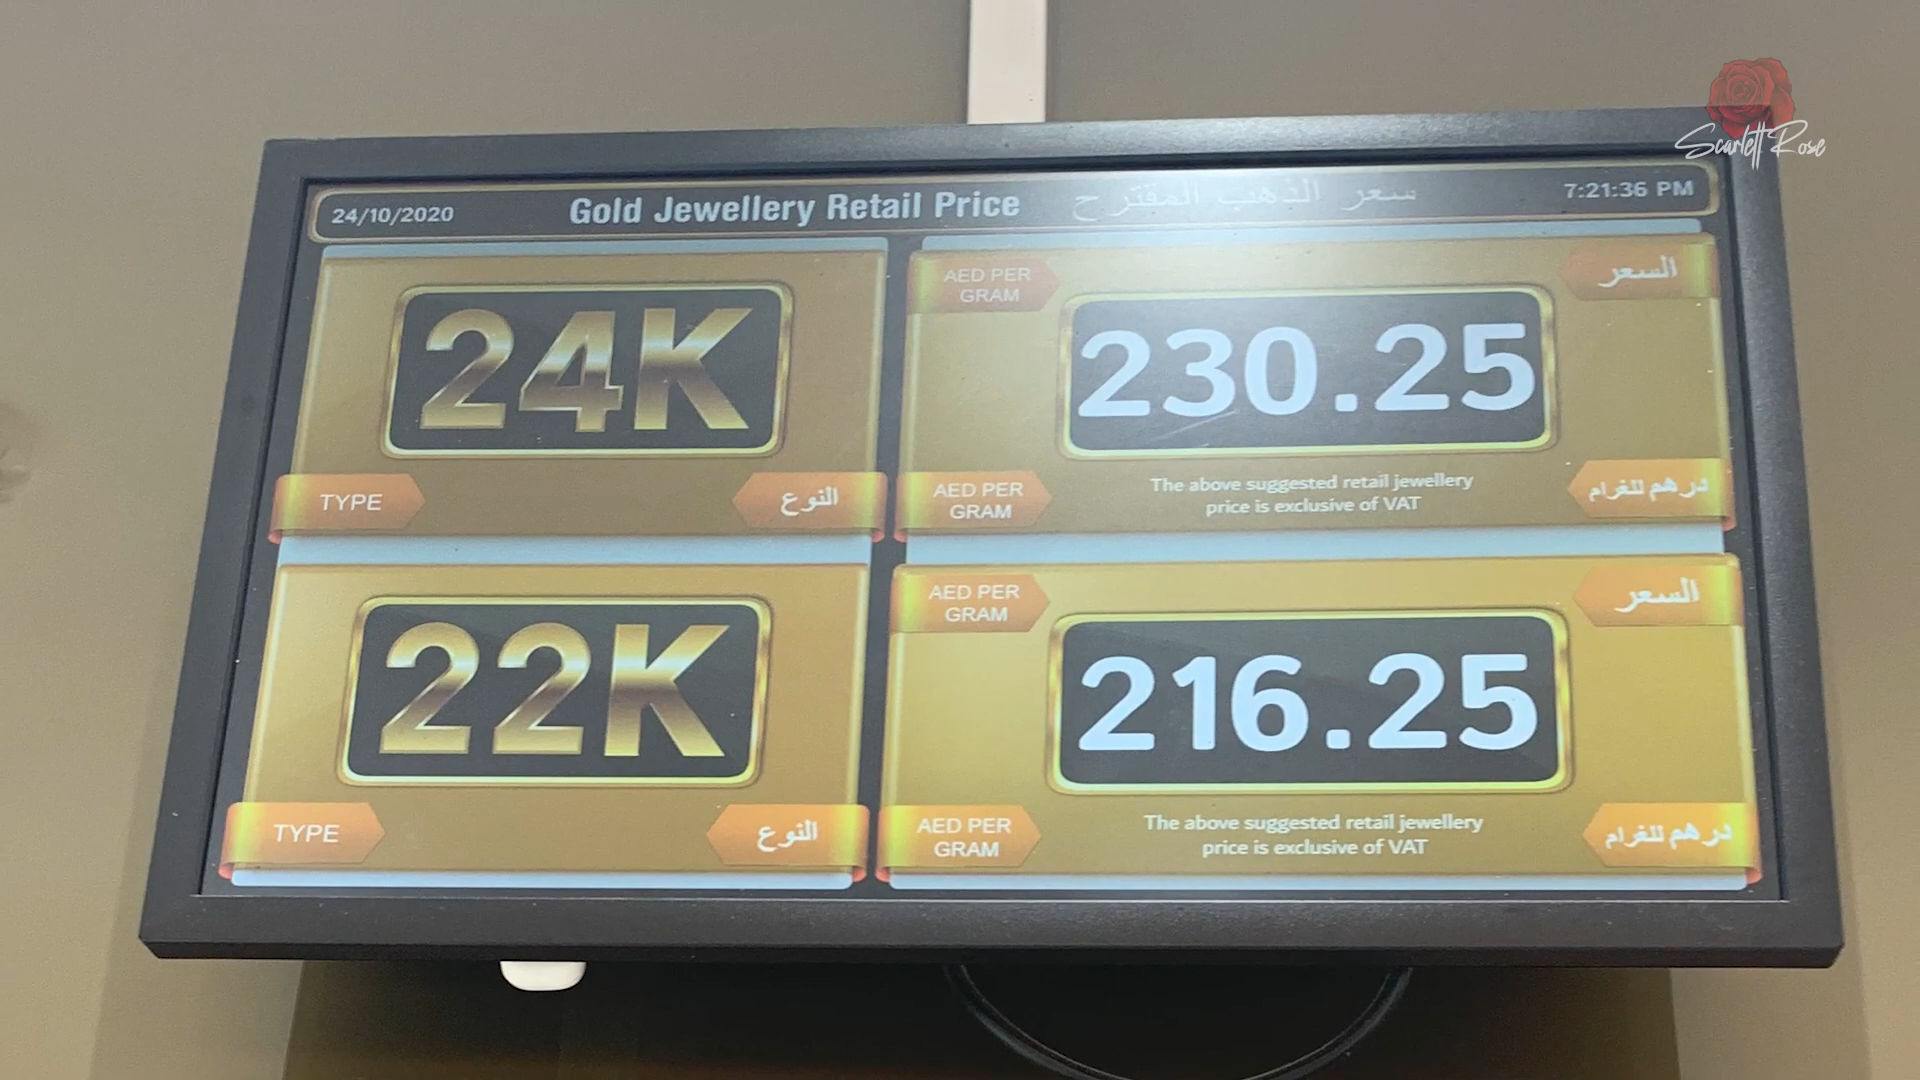 Scarlett Rose
24/10/2020 Gold Jewellery Retail Price سعر الذهب المقترح 7:21:36 PM
24K
TYPE النوع
AED PER
GRAM
السعر
230.25
AED PER
GRAM
The above suggested retail jewellery
price is exclusive of VAT
درهم للغرام
22K
TYPE النوع
AED PER
GRAM
السعر
216.25
AED PER
GRAM
The above suggested retail jewellery
price is exclusive of VAT
درهم للغرام